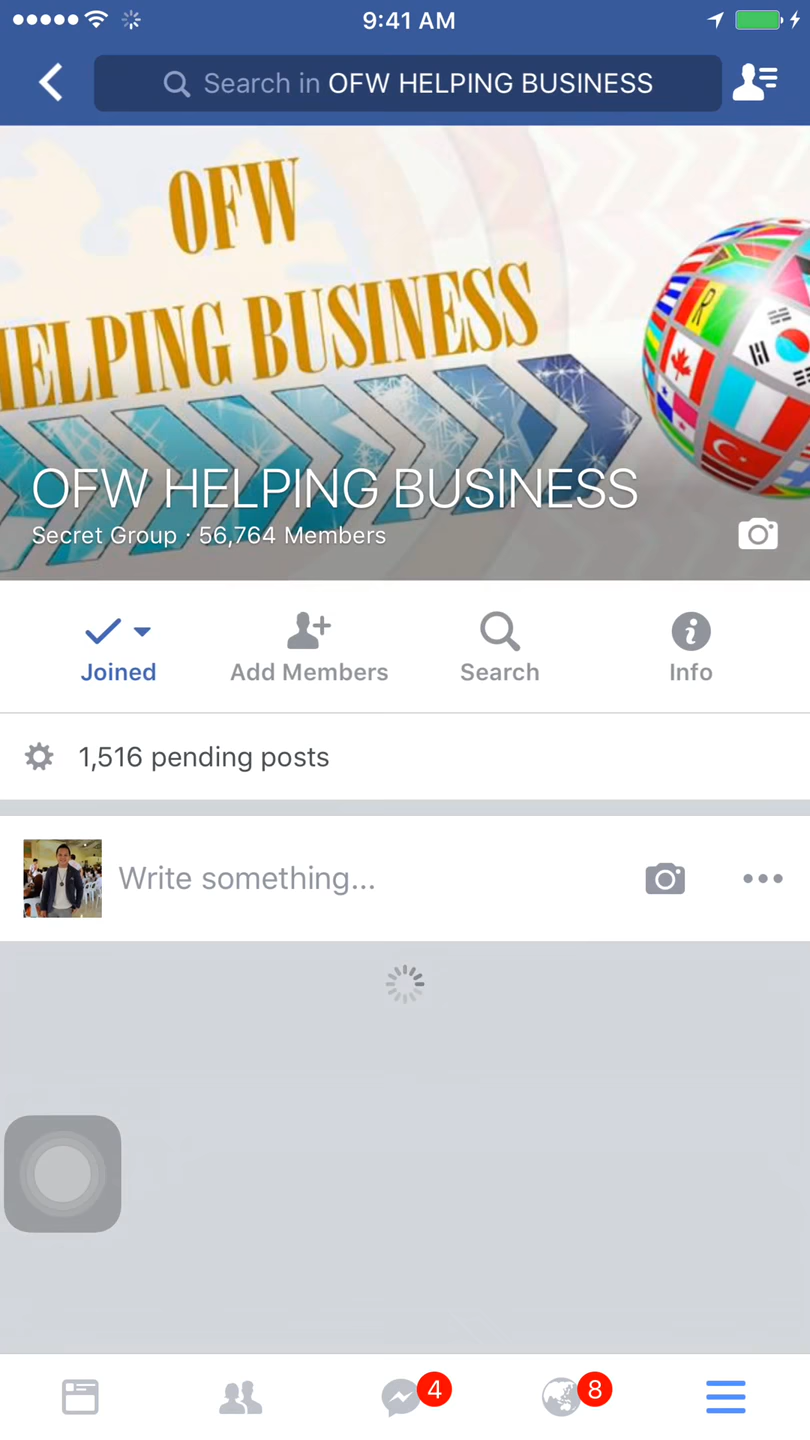 9:41 AM
Search in OFW HELPING BUSINESS
OFW
HELPING BUSINESS
OFW HELPING BUSINESS
Secret Group · 56,764 Members
Joined
Add Members
Search
Info
1,516 pending posts
Write something...
4
8